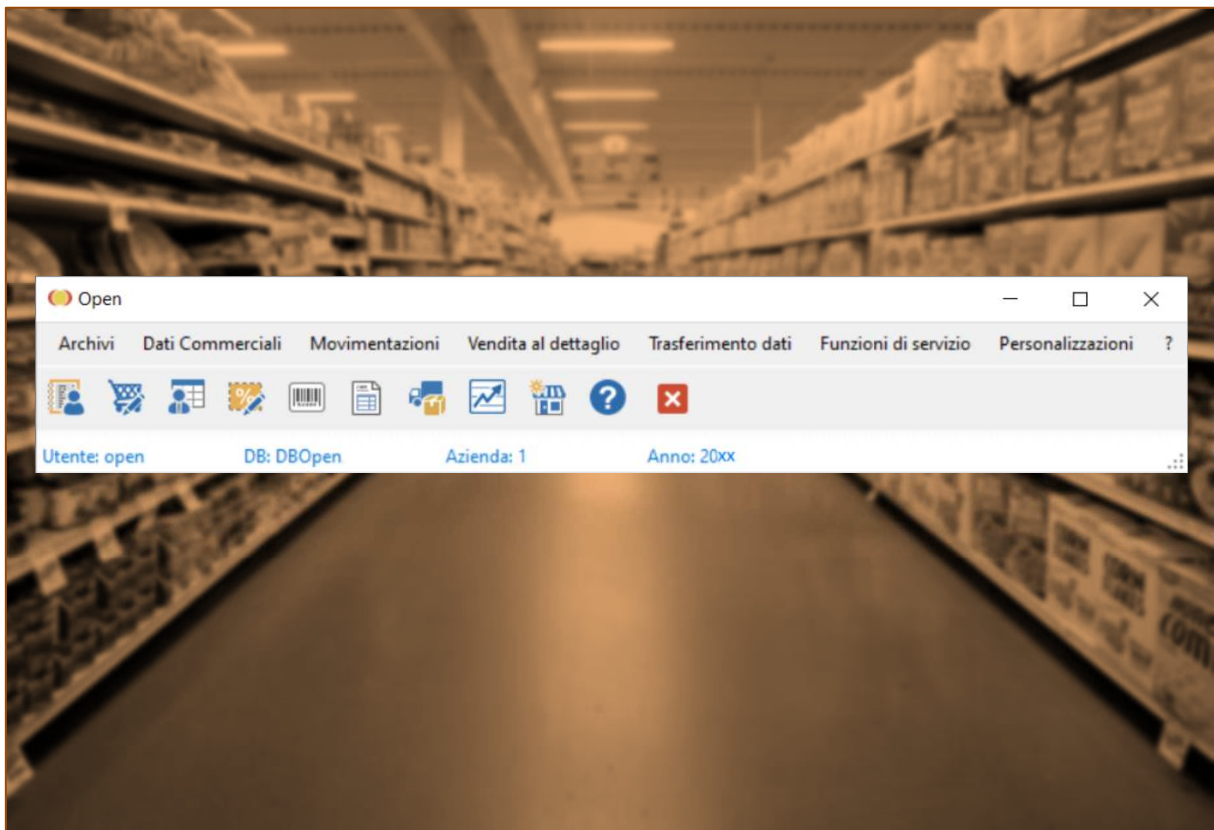 Open
Archivi Dati Commerciali Movimentazioni Vendita al dettaglio Trasferimento dati Funzioni di servizio Personalizzazioni ?
Utente: open DB: DBOpen Azienda: 1 Anno: 20xx
CORN